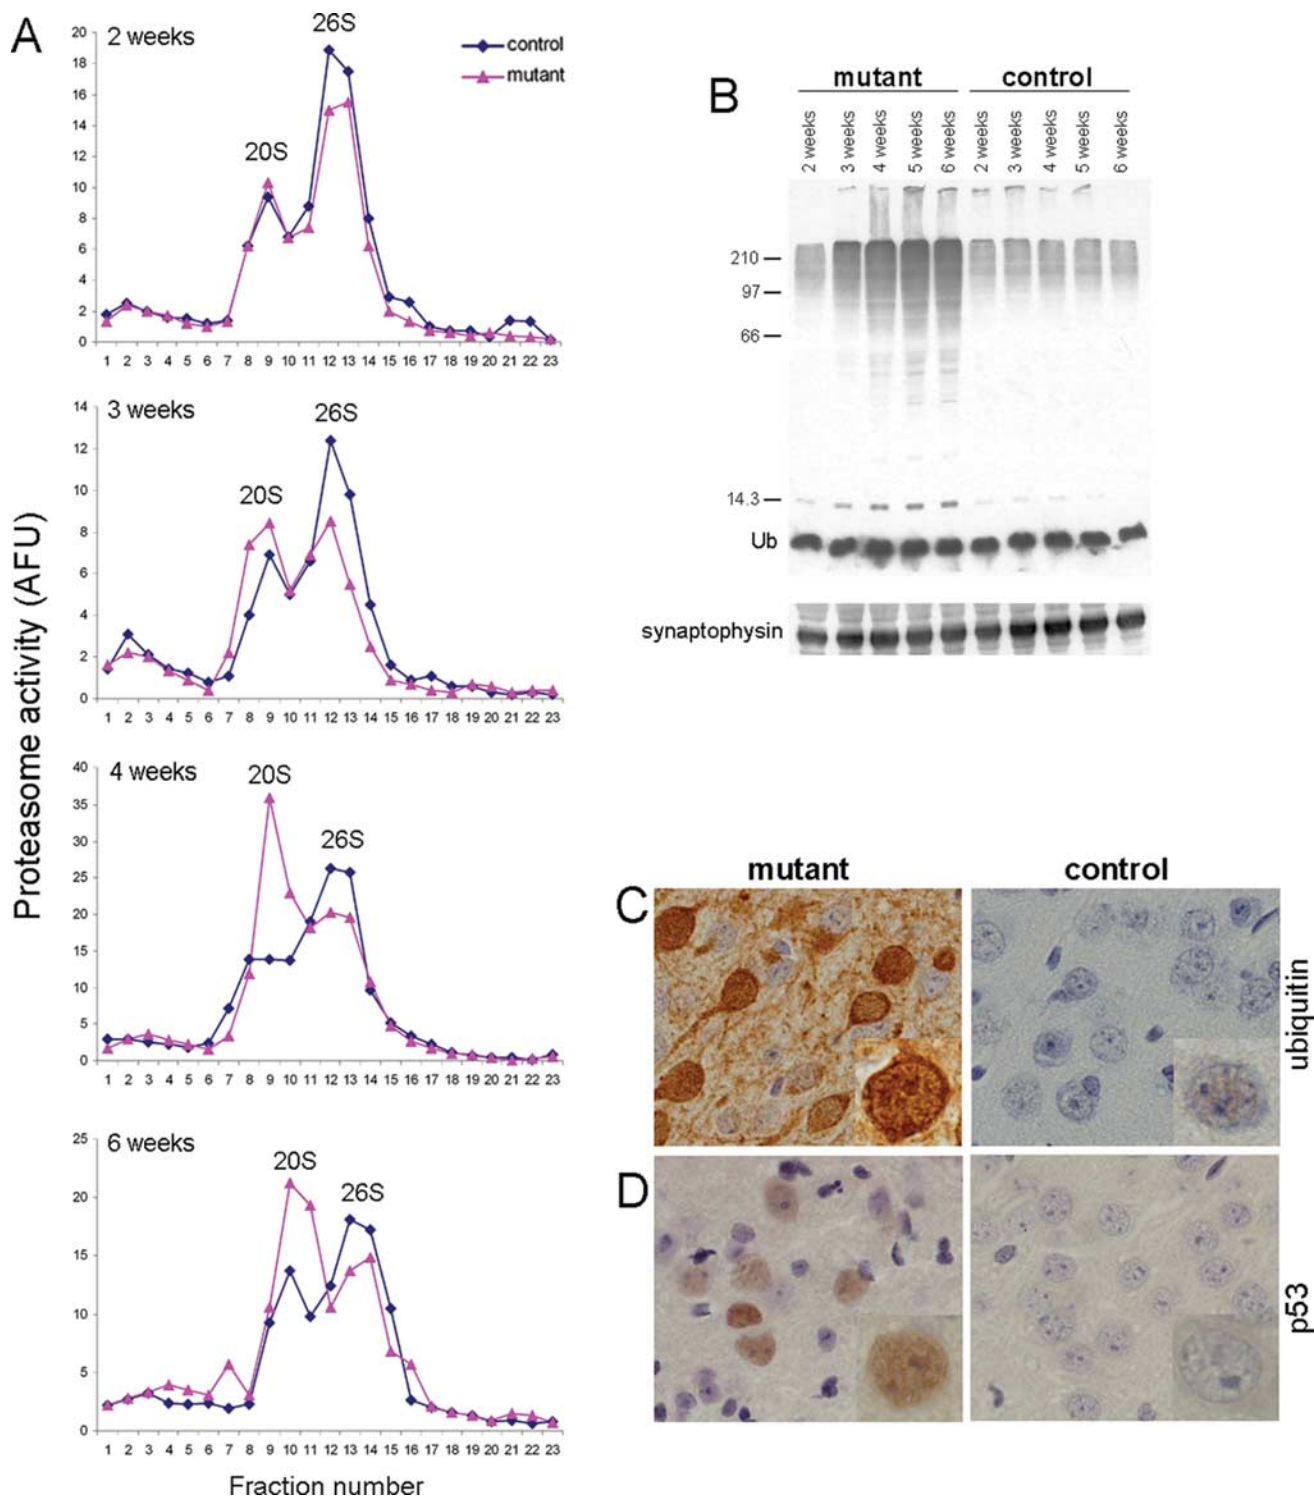 A
2 weeks
26S
20S
control
mutant
20
18
16
14
12
10
8
6
4
2
0
1 2 3 4 5 6 7 8 9 10 11 12 13 14 15 16 17 18 19 20 21 22 23
3 weeks
26S
20S
14
12
10
8
6
4
2
0
1 2 3 4 5 6 7 8 9 10 11 12 13 14 15 16 17 18 19 20 21 22 23
4 weeks
20S
26S
40
35
30
25
20
15
10
5
0
1 2 3 4 5 6 7 8 9 10 11 12 13 14 15 16 17 18 19 20 21 22 23
6 weeks
20S
26S
25
20
15
10
5
0
1 2 3 4 5 6 7 8 9 10 11 12 13 14 15 16 17 18 19 20 21 22 23
Proteasome activity (AFU)
Fraction number
B
mutant control
2 weeks 3 weeks 4 weeks 5 weeks 6 weeks 2 weeks 3 weeks 4 weeks 5 weeks 6 weeks
210
97
66
14.3
Ub
synaptophysin
mutant control
C
ubiquitin
D
p53